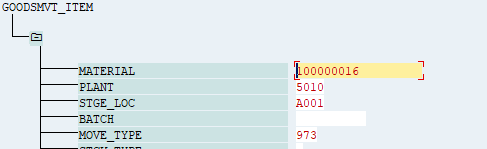 GOODSMVT_ITEM
MATERIAL 100000016
PLANT 5010
STGE_LOC A001
BATCH
MOVE_TYPE 973